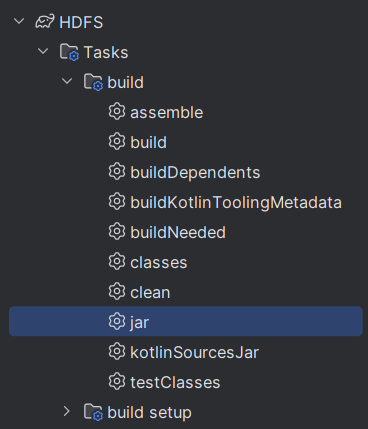 HDFS
Tasks
build
assemble
build
buildDependents
buildKotlinToolingMetadata
buildNeeded
classes
clean
jar
kotlinSourcesJar
testClasses
build setup